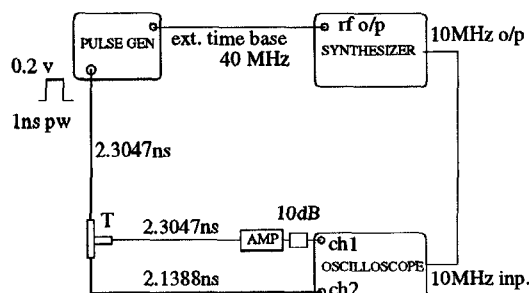 PULSE GEN
ext. time base
40 MHz
rf o/p
SYNTHESIZER
10MHz o/p
0.2 v
1ns pw
2.3047ns
T
2.3047ns
AMP
10dB
ch1
OSCILLOSCOPE
10MHz inp.
2.1388ns
ch2